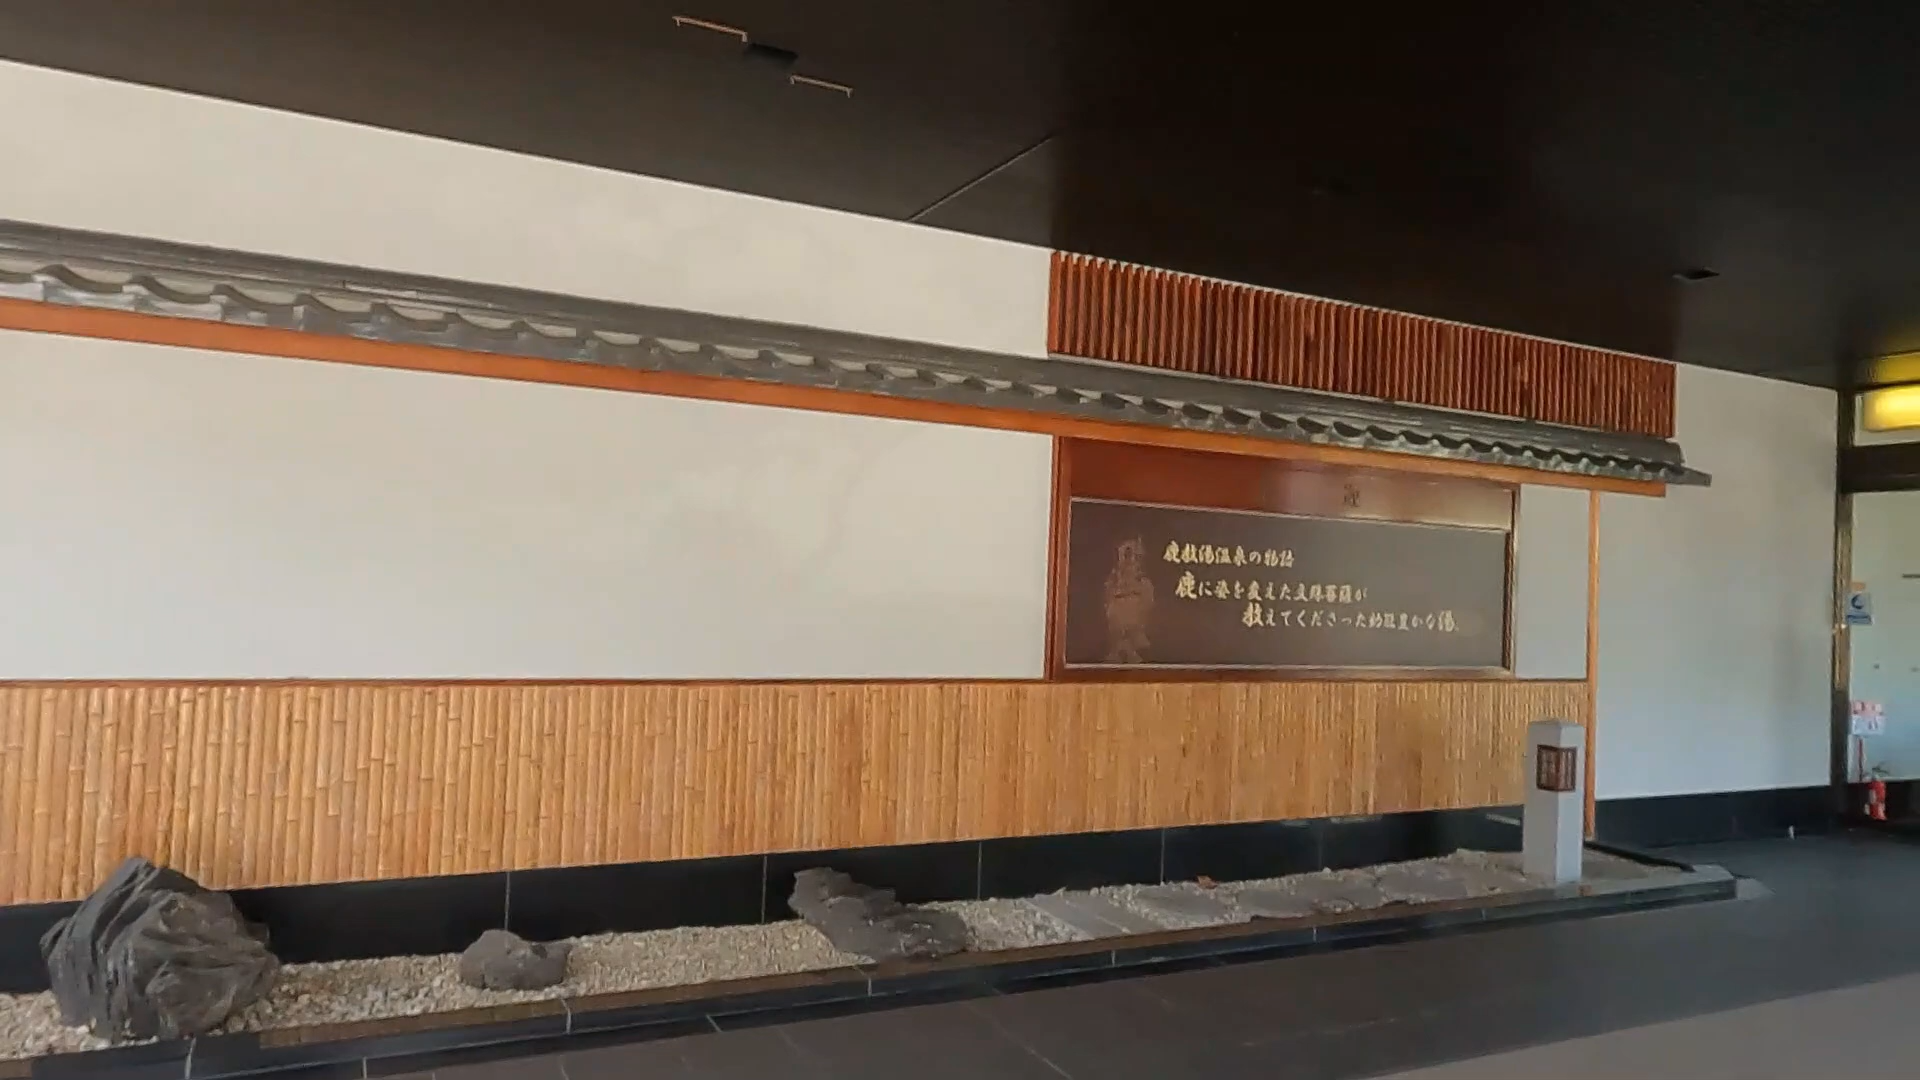 鹿教湯温泉の物語
鹿に姿を変えた文殊菩薩が
教えてくださった効証豊かな湯。